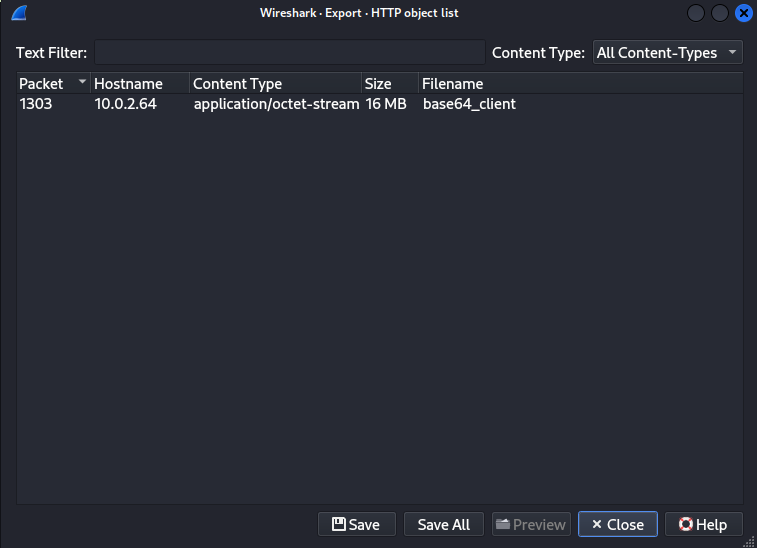 Wireshark · Export · HTTP object list
Text Filter: Content Type: All Content-Types
Packet Hostname Content Type Size Filename
1303 10.0.2.64 application/octet-stream 16 MB base64_client
Save Save All Preview Close Help